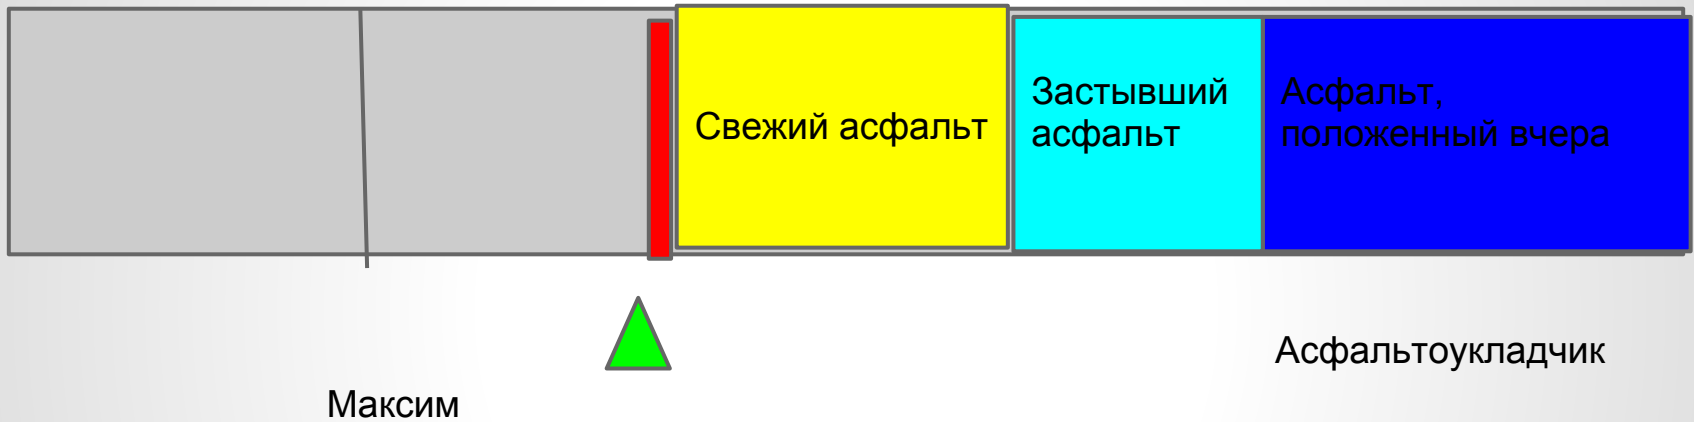 Свежий асфальт
Застывший
асфальт
Асфальт,
положенный вчера
Асфальтоукладчик
Максим